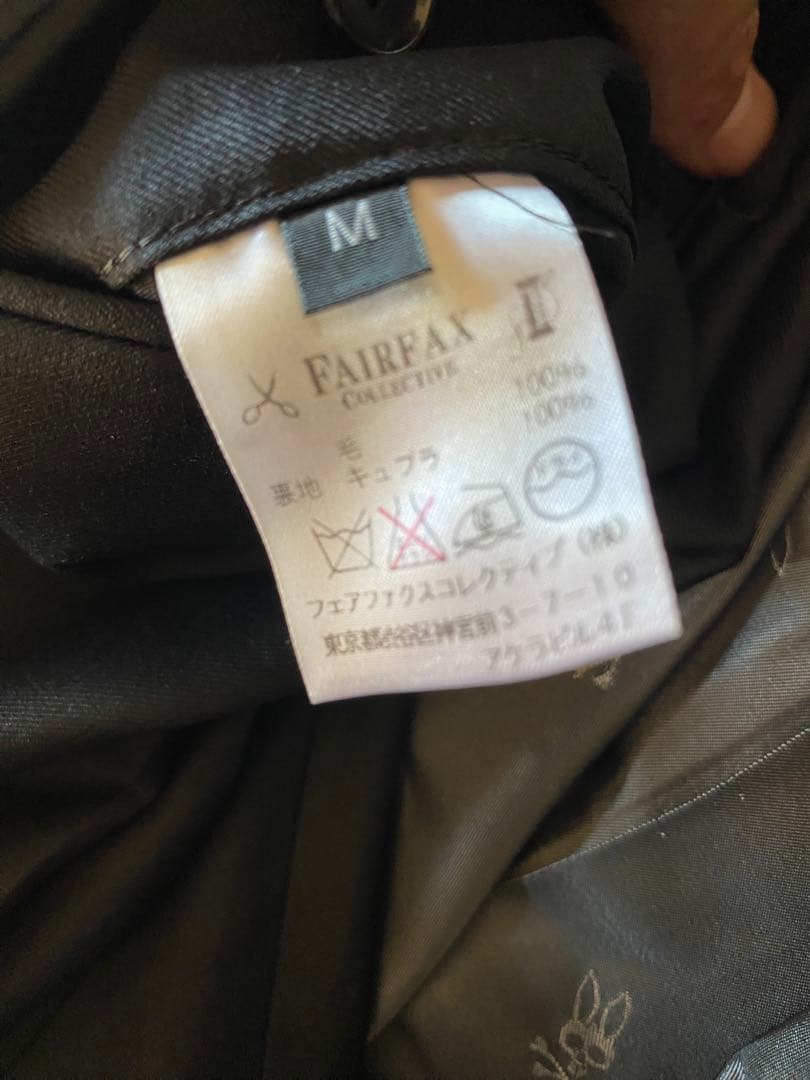 M
FAIRFAX
COLLECTIVE
毛 100%
裏地 キュプラ 100%
フェアファクスコレクティブ(株)
東京都渋谷区神宮前3-7-10
アケラビル4F